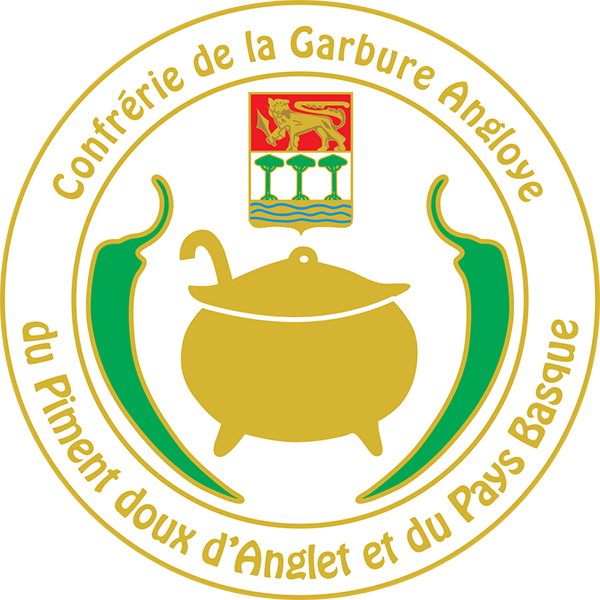 Confrérie de la Garbure Angloye
du Piment doux d'Anglet et du Pays Basque